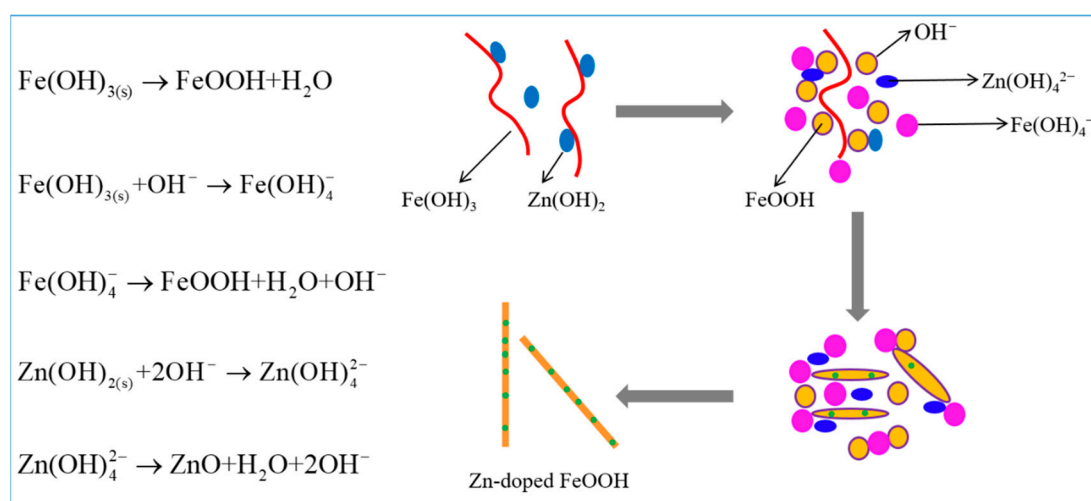 Fe(OH)₃₍ₛ₎ → FeOOH+H₂O
Fe(OH)₃₍ₛ₎+OH⁻ → Fe(OH)₄⁻
Fe(OH)₄⁻ → FeOOH+H₂O+OH⁻
Zn(OH)₂₍ₛ₎+2OH⁻ → Zn(OH)₄²⁻
Zn(OH)₄²⁻ → ZnO+H₂O+2OH⁻
Fe(OH)₃
Zn(OH)₂
OH⁻
Zn(OH)₄²⁻
Fe(OH)₄⁻
FeOOH
Zn-doped FeOOH